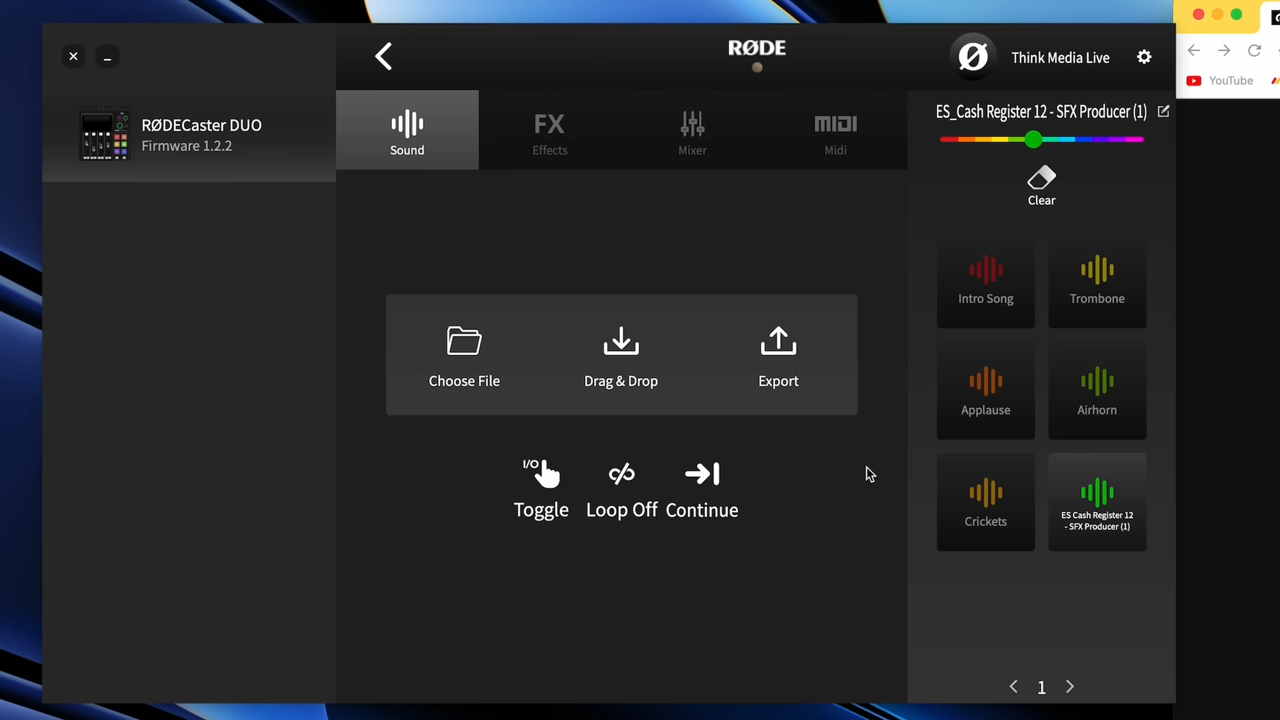 RØDE
Think Media Live
YouTube
RØDECaster DUO
Firmware 1.2.2
Sound
FX
Effects
Mixer
MIDI
Midi
ES_Cash Register 12 - SFX Producer (1)
Clear
Intro Song
Trombone
Choose File
Drag & Drop
Export
Applause
Airhorn
I/O
Toggle
Loop Off
Continue
Crickets
ES Cash Register 12
- SFX Producer (1)
1